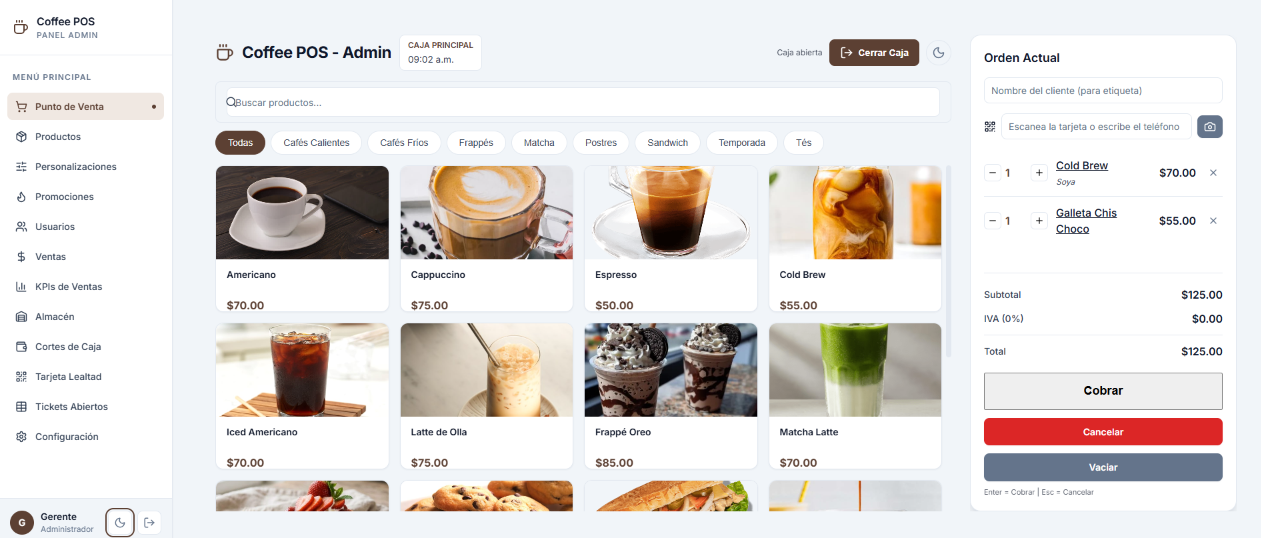 Coffee POS
PANEL ADMIN
MENÚ PRINCIPAL
Punto de Venta
Productos
Personalizaciones
Promociones
Usuarios
Ventas
KPIs de Ventas
Almacén
Cortes de Caja
Tarjeta Lealtad
Tickets Abiertos
Configuración
G
Gerente
Administrador
Coffee POS - Admin
CAJA PRINCIPAL
09:02 a.m.
Caja abierta
Cerrar Caja
Buscar productos...
Todas
Cafés Calientes
Cafés Fríos
Frappés
Matcha
Postres
Sandwich
Temporada
Tés
Americano
$70.00
Cappuccino
$75.00
Espresso
$50.00
Cold Brew
$55.00
Iced Americano
$70.00
Latte de Olla
$75.00
Frappé Oreo
$85.00
Matcha Latte
$70.00
Orden Actual
Nombre del cliente (para etiqueta)
Escanea la tarjeta o escribe el teléfono
1
Cold Brew
Soya
$70.00
1
Galleta Chis
Choco
$55.00
Subtotal $125.00
IVA (0%) $0.00
Total $125.00
Cobrar
Cancelar
Vaciar
Enter = Cobrar | Esc = Cancelar